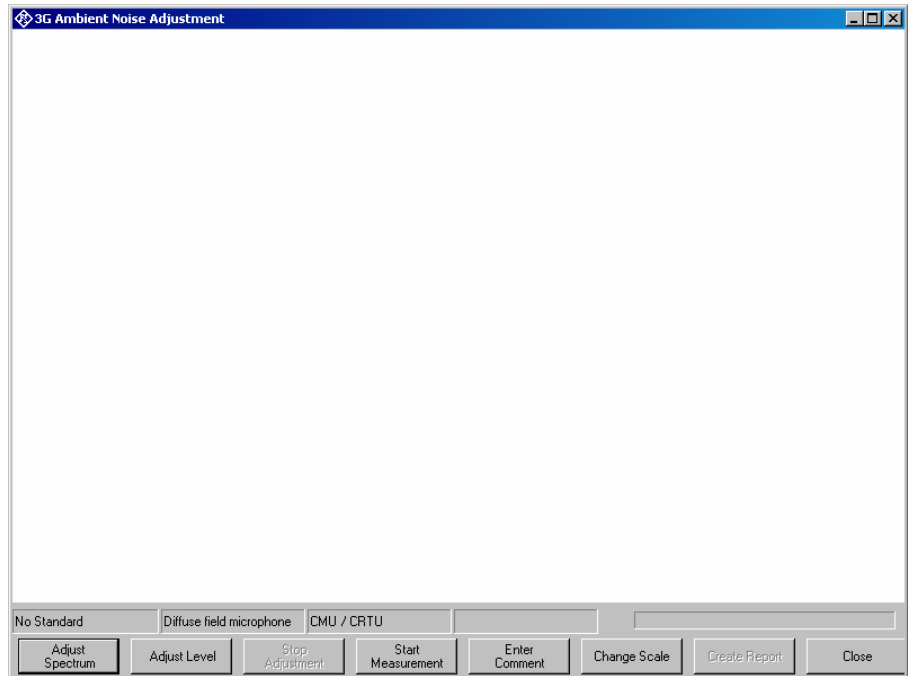 3G Ambient Noise Adjustment
No Standard
Diffuse field microphone
CMU / CRTU
Adjust
Spectrum
Adjust Level
Stop
Adjustment
Start
Measurement
Enter
Comment
Change Scale
Create Report
Close